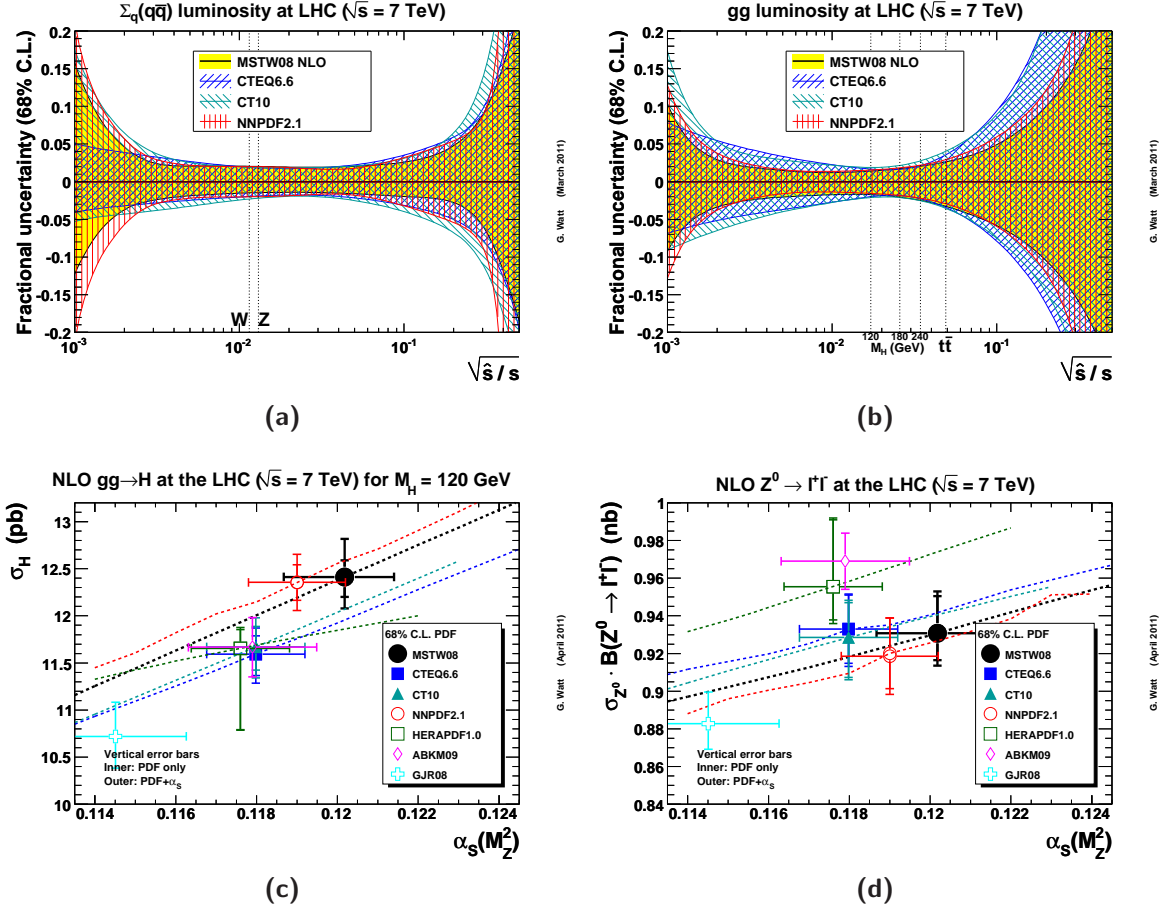 Σq(qq̅) luminosity at LHC (√s = 7 TeV)
Fractional uncertainty (68% C.L.)
0.2
0.15
0.1
0.05
0
-0.05
-0.1
-0.15
-0.2
MSTW08 NLO
CTEQ6.6
CT10
NNPDF2.1
W Z
10⁻³
10⁻²
10⁻¹
√ŝ / s
G. Watt (March 2011)
(a)
gg luminosity at LHC (√s = 7 TeV)
Fractional uncertainty (68% C.L.)
0.2
0.15
0.1
0.05
0
-0.05
-0.1
-0.15
-0.2
MSTW08 NLO
CTEQ6.6
CT10
NNPDF2.1
10⁻³
10⁻²
10⁻¹
120 180 240
M_H (GeV)
tt̅
√ŝ / s
G. Watt (March 2011)
(b)
NLO gg→H at the LHC (√s = 7 TeV) for M_H = 120 GeV
σ_H (pb)
13
12.5
12
11.5
11
10.5
10
68% C.L. PDF
MSTW08
CTEQ6.6
CT10
NNPDF2.1
HERAPDF1.0
ABKM09
GJR08
Vertical error bars
Inner: PDF only
Outer: PDF+α_S
0.114 0.116 0.118 0.12 0.122 0.124
α_S(M_Z²)
G. Watt (April 2011)
(c)
NLO Z⁰ → l⁺l⁻ at the LHC (√s = 7 TeV)
σ_Z⁰ · B(Z⁰ → l⁺l⁻) (nb)
1
0.98
0.96
0.94
0.92
0.9
0.88
0.86
0.84
68% C.L. PDF
MSTW08
CTEQ6.6
CT10
NNPDF2.1
HERAPDF1.0
ABKM09
GJR08
Vertical error bars
Inner: PDF only
Outer: PDF+α_S
0.114 0.116 0.118 0.12 0.122 0.124
α_S(M_Z²)
G. Watt (April 2011)
(d)